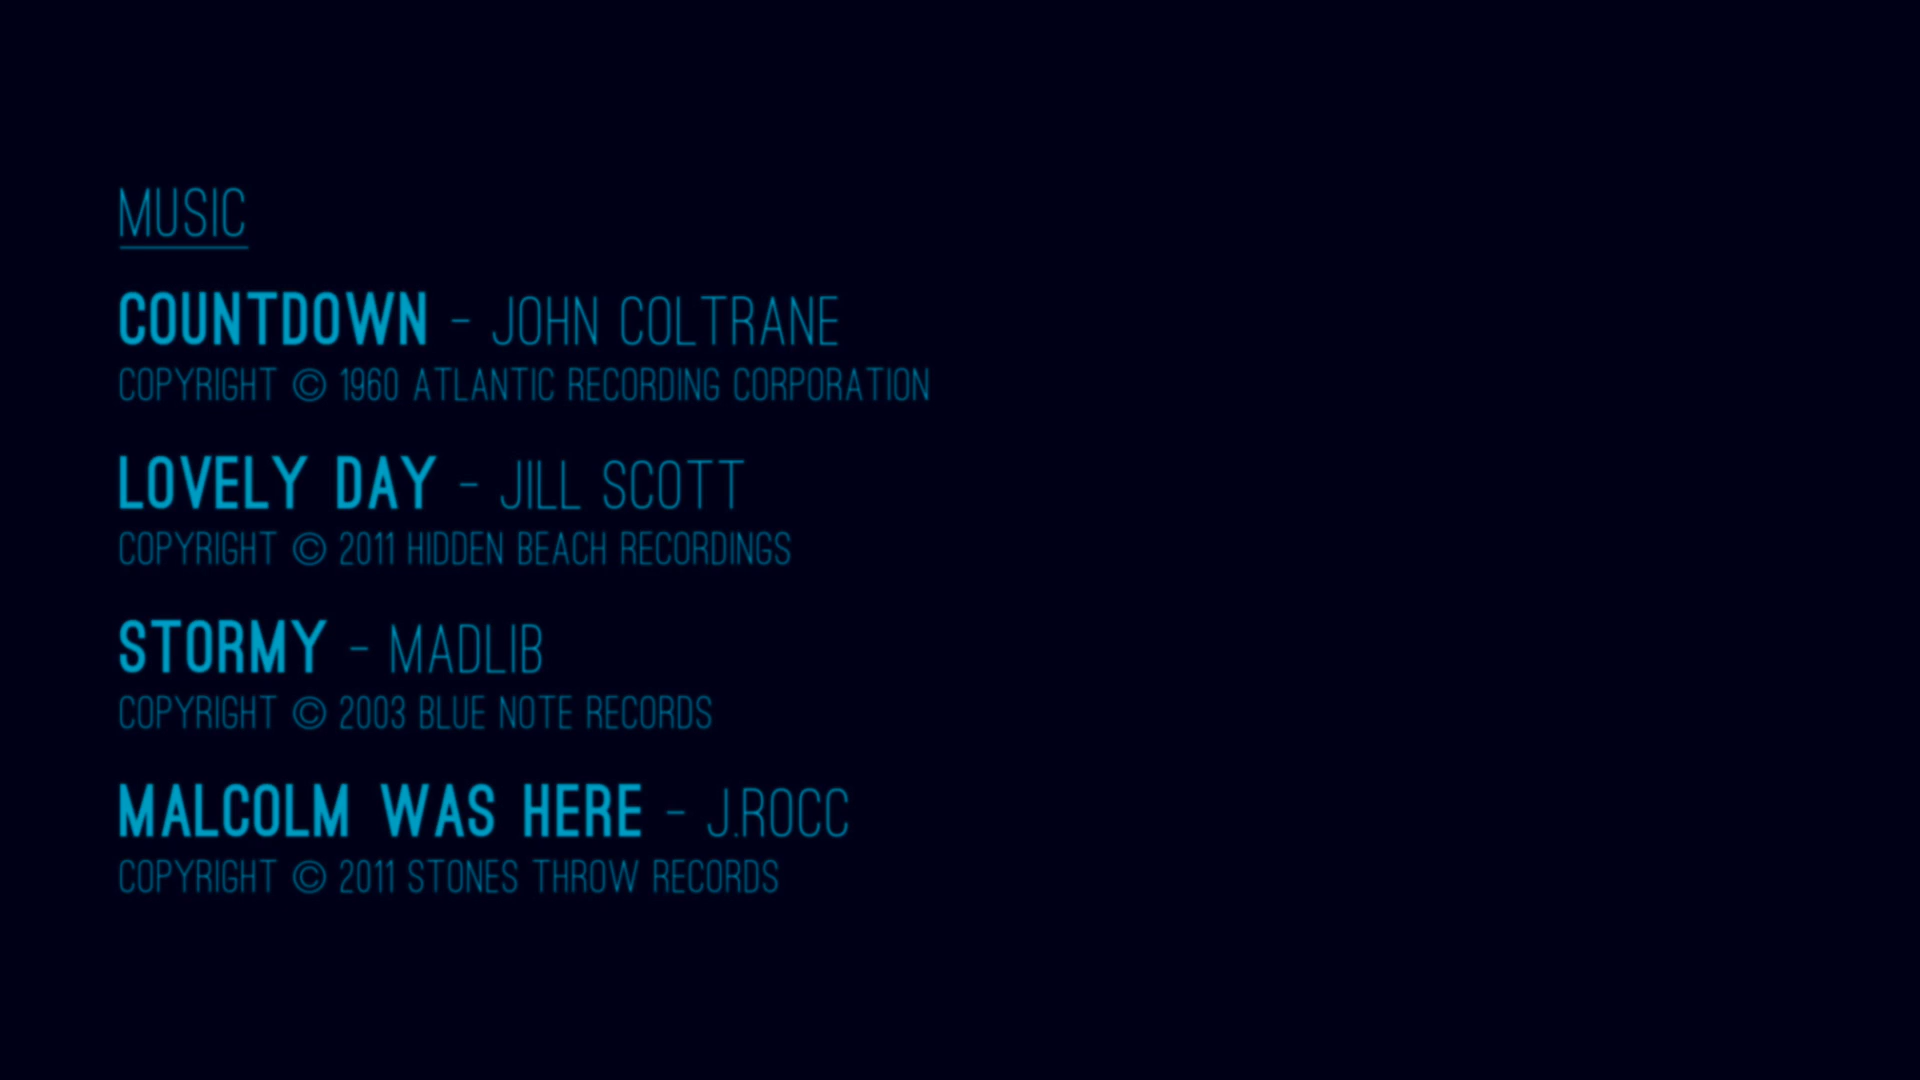 MUSIC
COUNTDOWN - JOHN COLTRANE
COPYRIGHT © 1960 ATLANTIC RECORDING CORPORATION
LOVELY DAY - JILL SCOTT
COPYRIGHT © 2011 HIDDEN BEACH RECORDINGS
STORMY - MADLIB
COPYRIGHT © 2003 BLUE NOTE RECORDS
MALCOLM WAS HERE - J.ROCC
COPYRIGHT © 2011 STONES THROW RECORDS